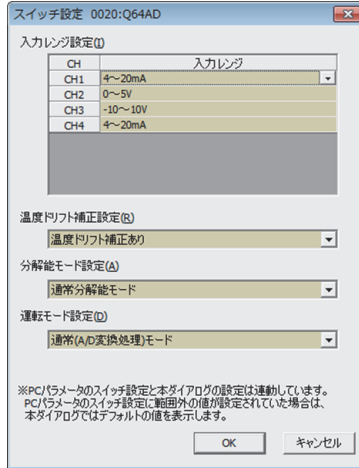 スイッチ設定 0020:Q64AD
入力レンジ設定(I)
CH 入力レンジ
CH1 4～20mA
CH2 0～5V
CH3 -10～10V
CH4 4～20mA
温度ドリフト補正設定(R)
温度ドリフト補正あり
分解能モード設定(A)
通常分解能モード
運転モード設定(D)
通常(A/D変換処理)モード
※PCパラメータのスイッチ設定と本ダイアログの設定は連動しています。
PCパラメータのスイッチ設定に範囲外の値が設定されていた場合は、
本ダイアログではデフォルトの値を表示します。
OK キャンセル